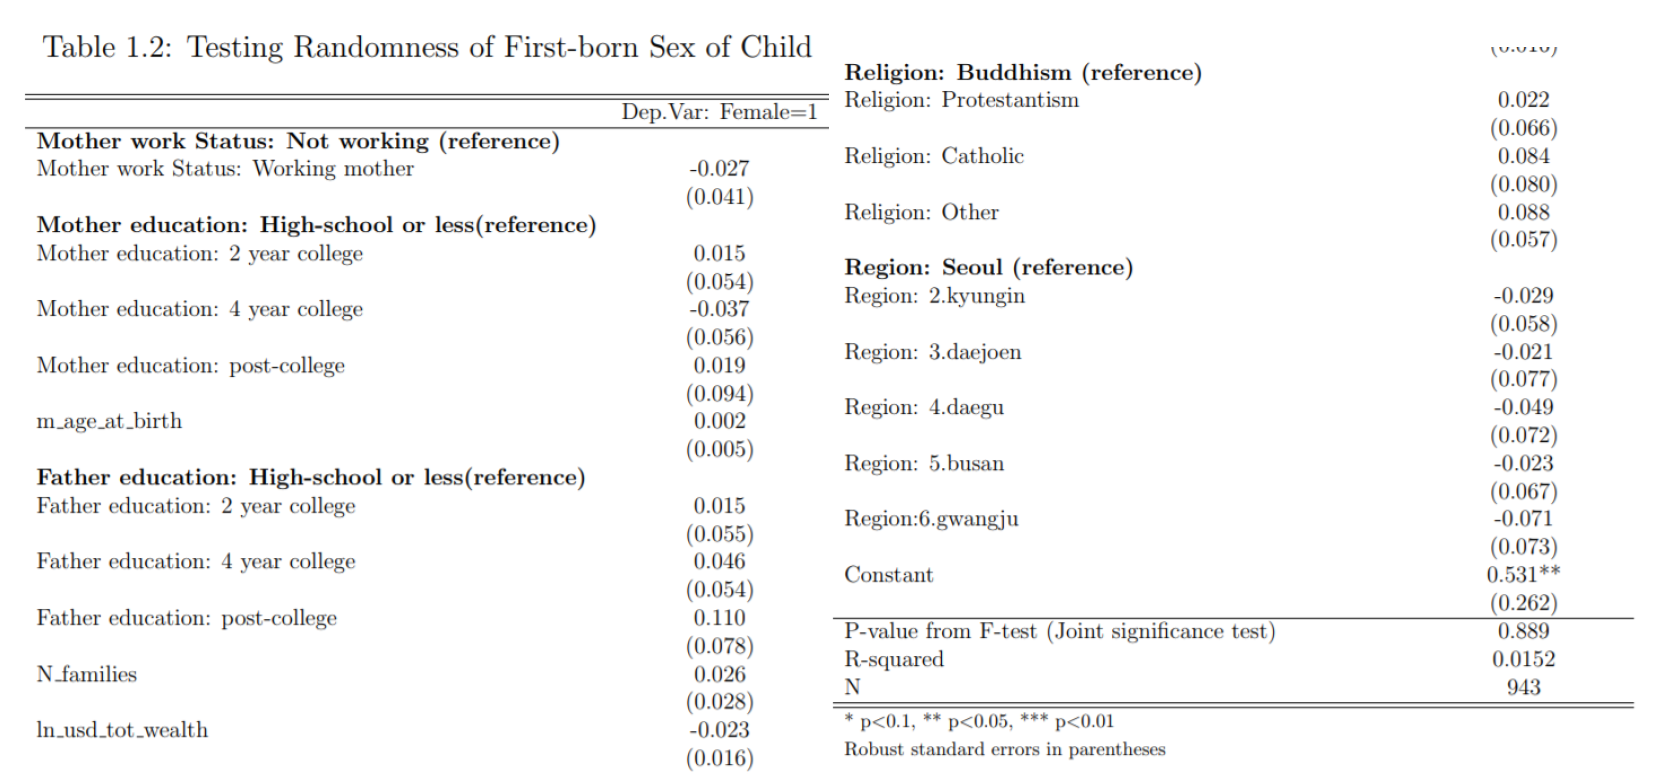 Table 1.2: Testing Randomness of First-born Sex of Child
Dep.Var: Female=1
Mother work Status: Not working (reference)
Mother work Status: Working mother -0.027
(0.041)
Mother education: High-school or less(reference)
Mother education: 2 year college 0.015
(0.054)
Mother education: 4 year college -0.037
(0.056)
Mother education: post-college 0.019
(0.094)
m_age_at_birth 0.002
(0.005)
Father education: High-school or less(reference)
Father education: 2 year college 0.015
(0.055)
Father education: 4 year college 0.046
(0.054)
Father education: post-college 0.110
(0.078)
N_families 0.026
(0.028)
ln_usd_tot_wealth -0.023
(0.016)
(0.016)
Religion: Buddhism (reference)
Religion: Protestantism 0.022
(0.066)
Religion: Catholic 0.084
(0.080)
Religion: Other 0.088
(0.057)
Region: Seoul (reference)
Region: 2.kyungin -0.029
(0.058)
Region: 3.daejoen -0.021
(0.077)
Region: 4.daegu -0.049
(0.072)
Region: 5.busan -0.023
(0.067)
Region:6.gwangju -0.071
(0.073)
Constant 0.531**
(0.262)
P-value from F-test (Joint significance test) 0.889
R-squared 0.0152
N 943
* p<0.1, ** p<0.05, *** p<0.01
Robust standard errors in parentheses